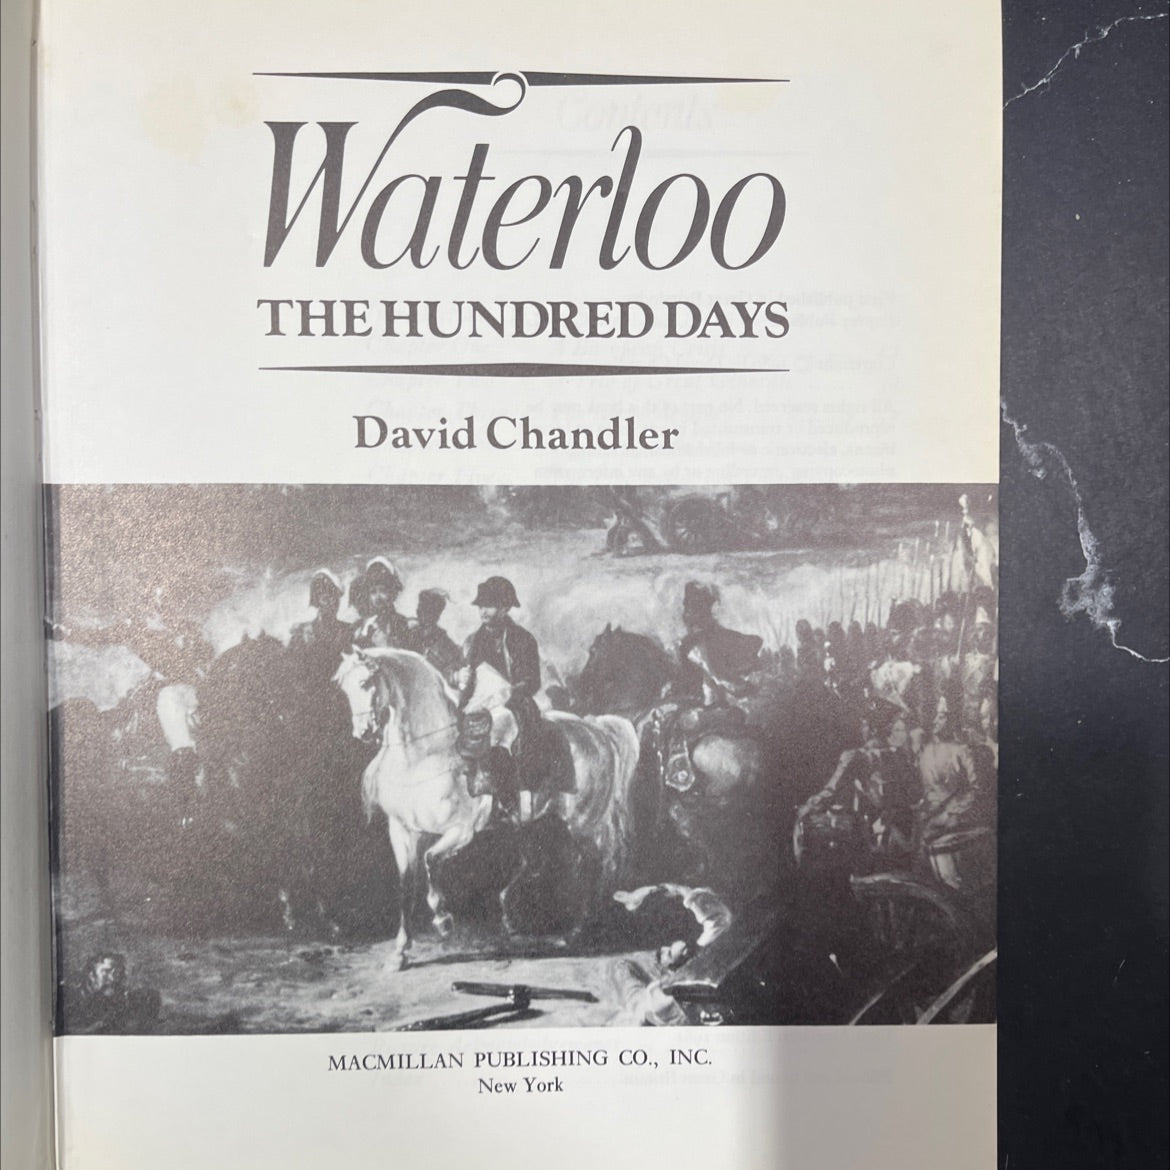 Waterloo
THE HUNDRED DAYS
David Chandler
MACMILLAN PUBLISHING CO., INC.
New York